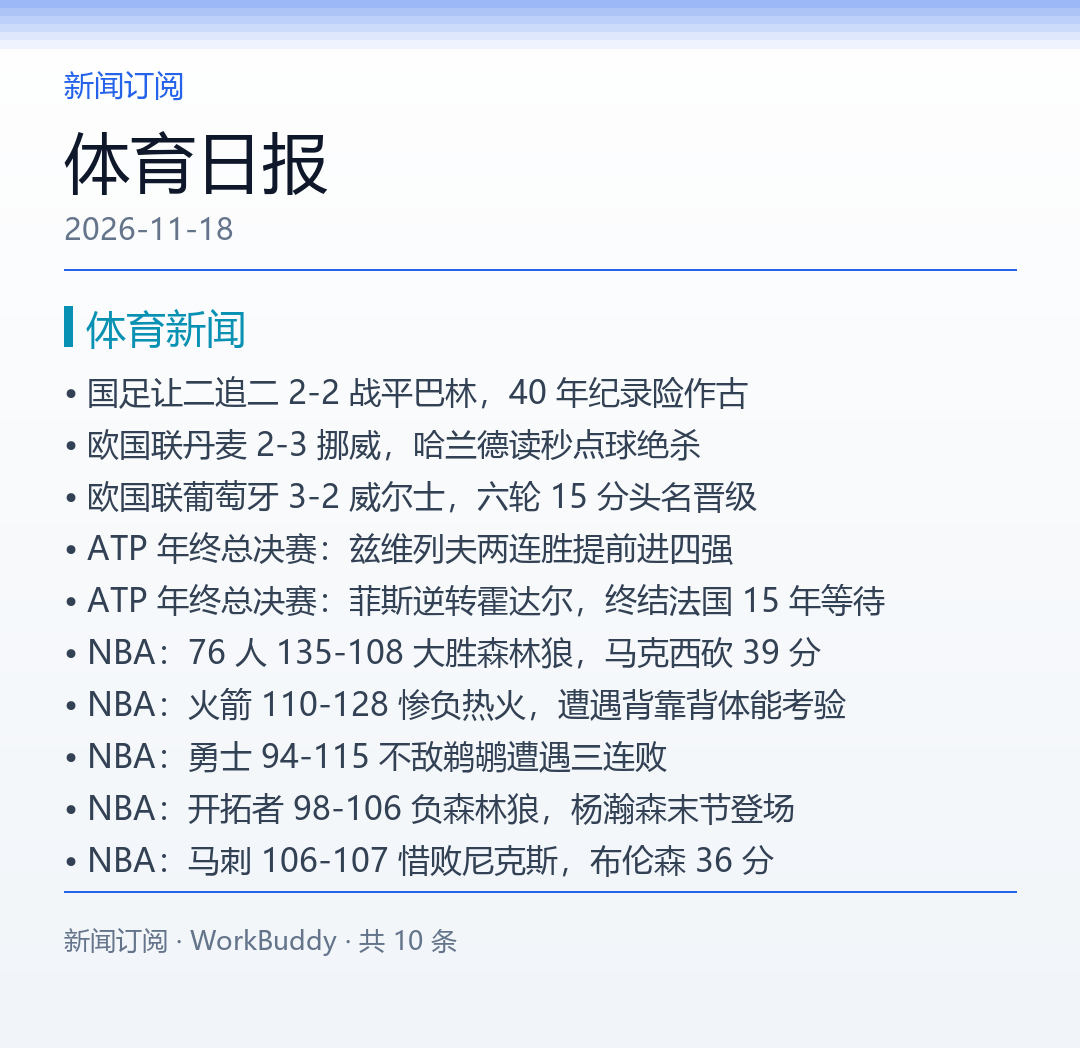 新闻订阅
体育日报
2026-11-18
体育新闻
• 国足让二追二 2-2 战平巴林，40 年纪录险作古
• 欧国联丹麦 2-3 挪威，哈兰德读秒点球绝杀
• 欧国联葡萄牙 3-2 威尔士，六轮 15 分头名晋级
• ATP 年终总决赛：兹维列夫两连胜提前进四强
• ATP 年终总决赛：菲斯逆转霍达尔，终结法国 15 年等待
• NBA：76 人 135-108 大胜森林狼，马克西砍 39 分
• NBA：火箭 110-128 惨负热火，遭遇背靠背体能考验
• NBA：勇士 94-115 不敌鹈鹕遭遇三连败
• NBA：开拓者 98-106 负森林狼，杨瀚森末节登场
• NBA：马刺 106-107 惜败尼克斯，布伦森 36 分
新闻订阅 · WorkBuddy · 共 10 条